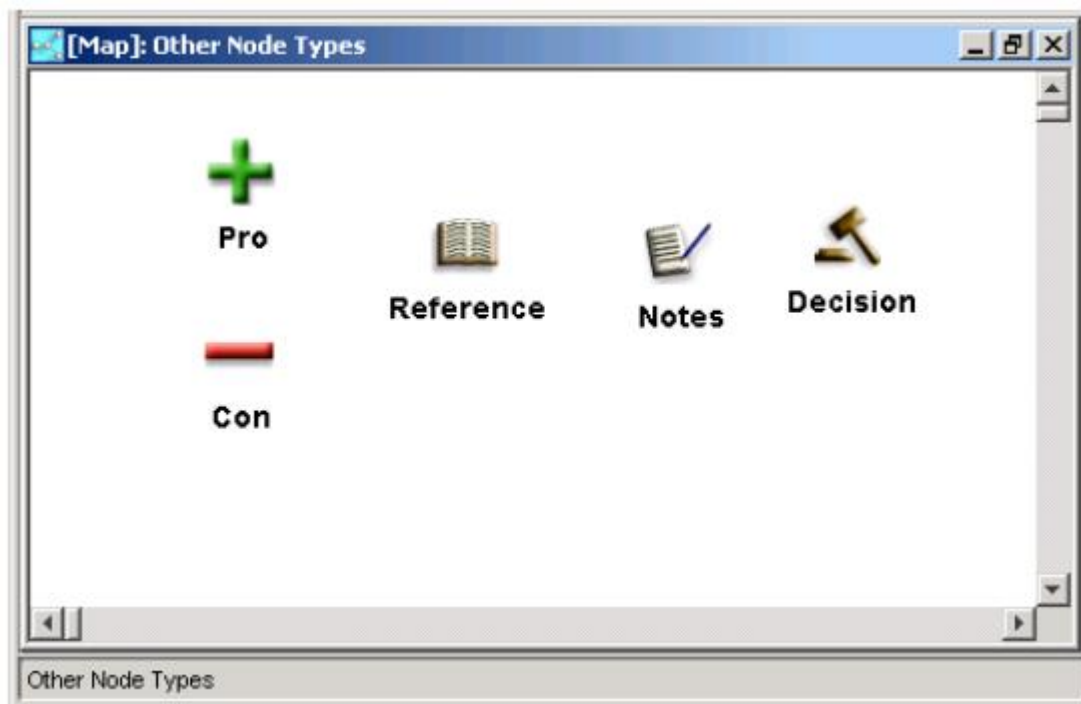 [Map]: Other Node Types
Pro
Reference
Notes
Decision
Con
Other Node Types